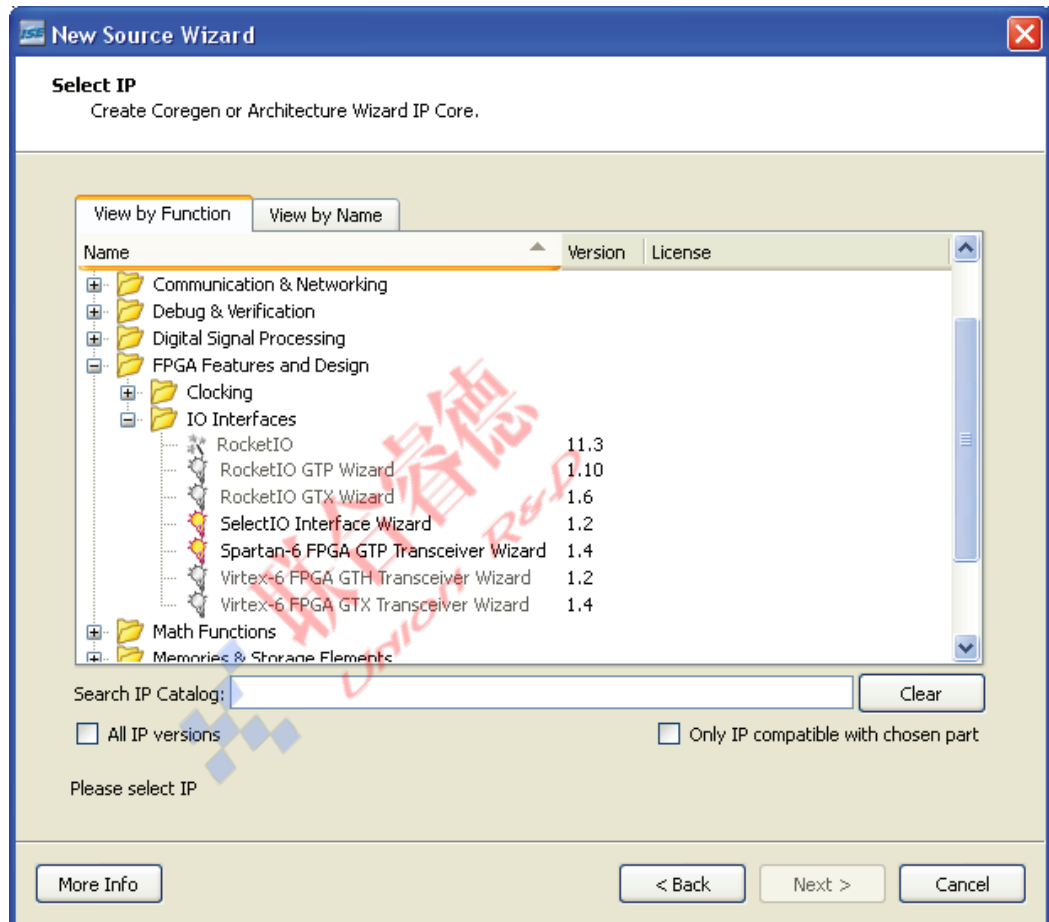 ISE New Source Wizard
Select IP
Create Coregen or Architecture Wizard IP Core.
View by Function View by Name
Name Version License
Communication & Networking
Debug & Verification
Digital Signal Processing
FPGA Features and Design
Clocking
IO Interfaces
RocketIO 11.3
RocketIO GTP Wizard 1.10
RocketIO GTX Wizard 1.6
SelectIO Interface Wizard 1.2
Spartan-6 FPGA GTP Transceiver Wizard 1.4
Virtex-6 FPGA GTH Transceiver Wizard 1.2
Virtex-6 FPGA GTX Transceiver Wizard 1.4
Math Functions
Memories & Storage Elements
联合睿德
Union R&D
Search IP Catalog: Clear
All IP versions Only IP compatible with chosen part
Please select IP
More Info < Back Next > Cancel